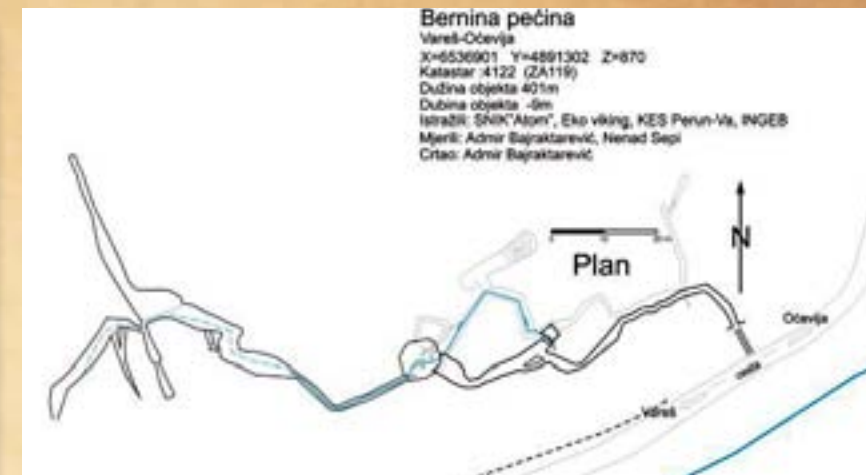 Bernina pećina
Vareš-Očevija
X=6536901 Y=4891302 Z=870
Katastar :4122 (ZA119)
Dužina objekta 401m
Dubina objekta -9m
Istražili: SNIK"Atom", Eko viking, KES Perun-Va, INGEB
Mjerili: Admir Bajraktarević, Nenad Sepi
Crtao: Admir Bajraktarević
N
Plan
Očevija
cesta
Vareš